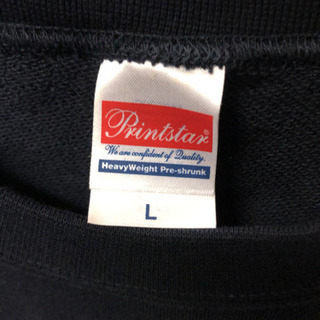 Printstar®
We are confident of Quality.
HeavyWeight Pre-shrunk
L